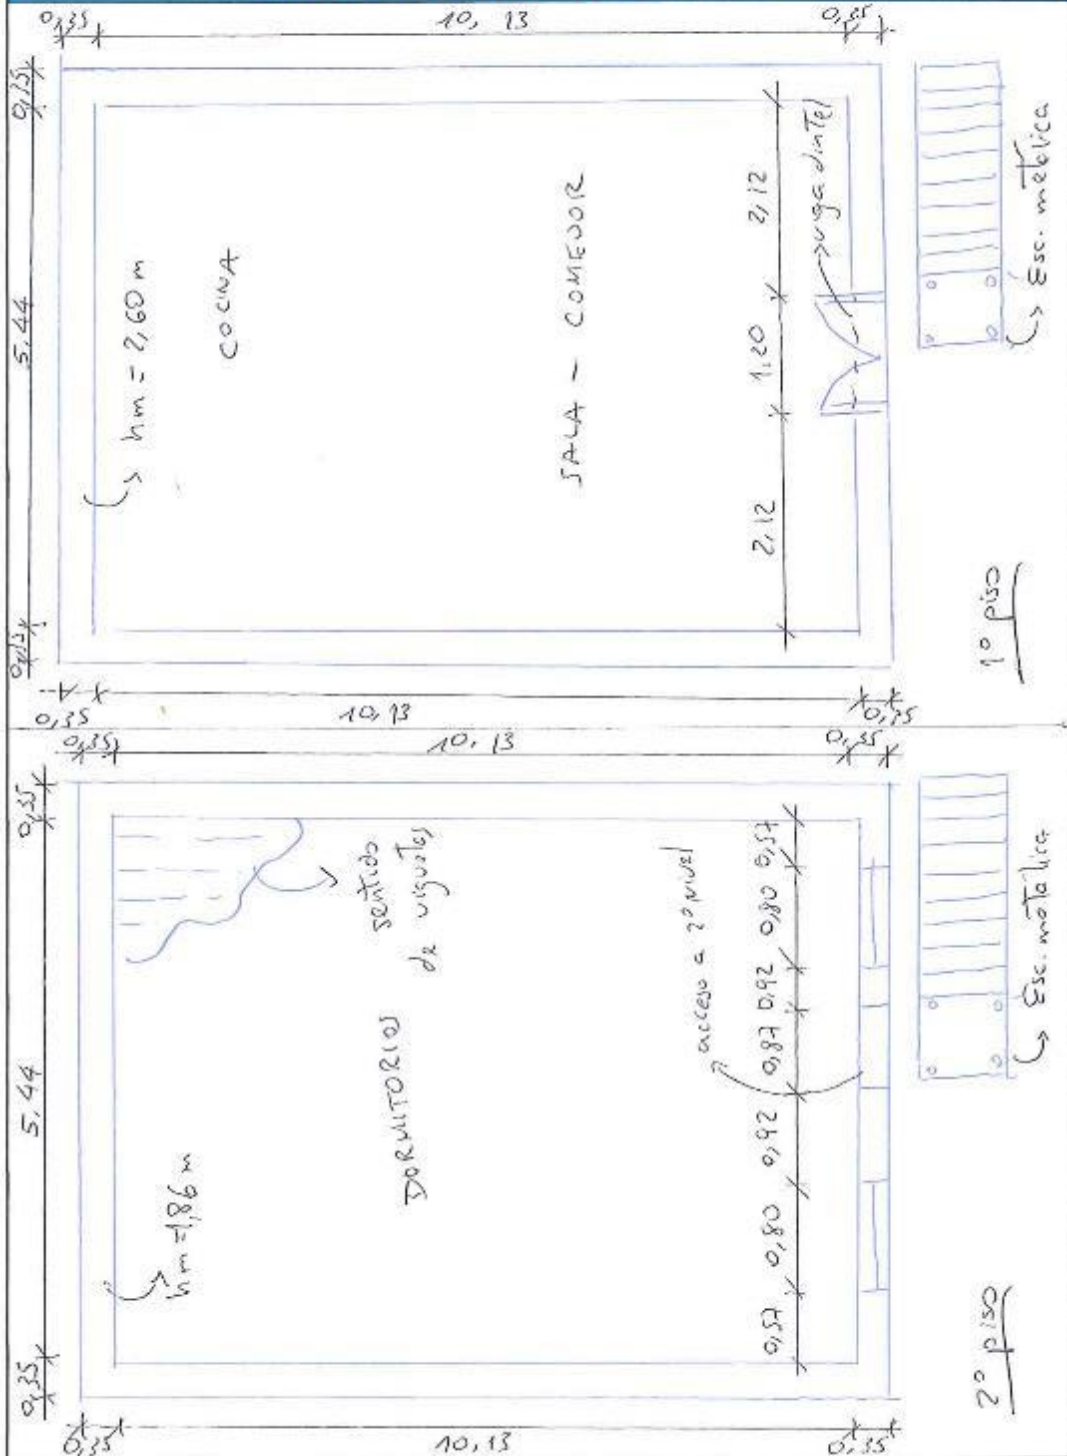 0,35 10,13 0,35
0,35 5,44 0,35
hm = 2,60 m
COCINA
SALA - COMEDOR
2,12 1,20 2,12
viga dintel
Esc. metálica
1º piso
0,35 10,13 0,35
0,35 10,13 0,35
0,35 5,44 0,35
hm = 1,86 m
sentido
de viguetas
DORMITORIOS
acceso a 2º nivel
0,57 0,80 0,92 0,87 0,92 0,80 0,57
Esc. metálica
2º piso
0,35 10,13 0,35